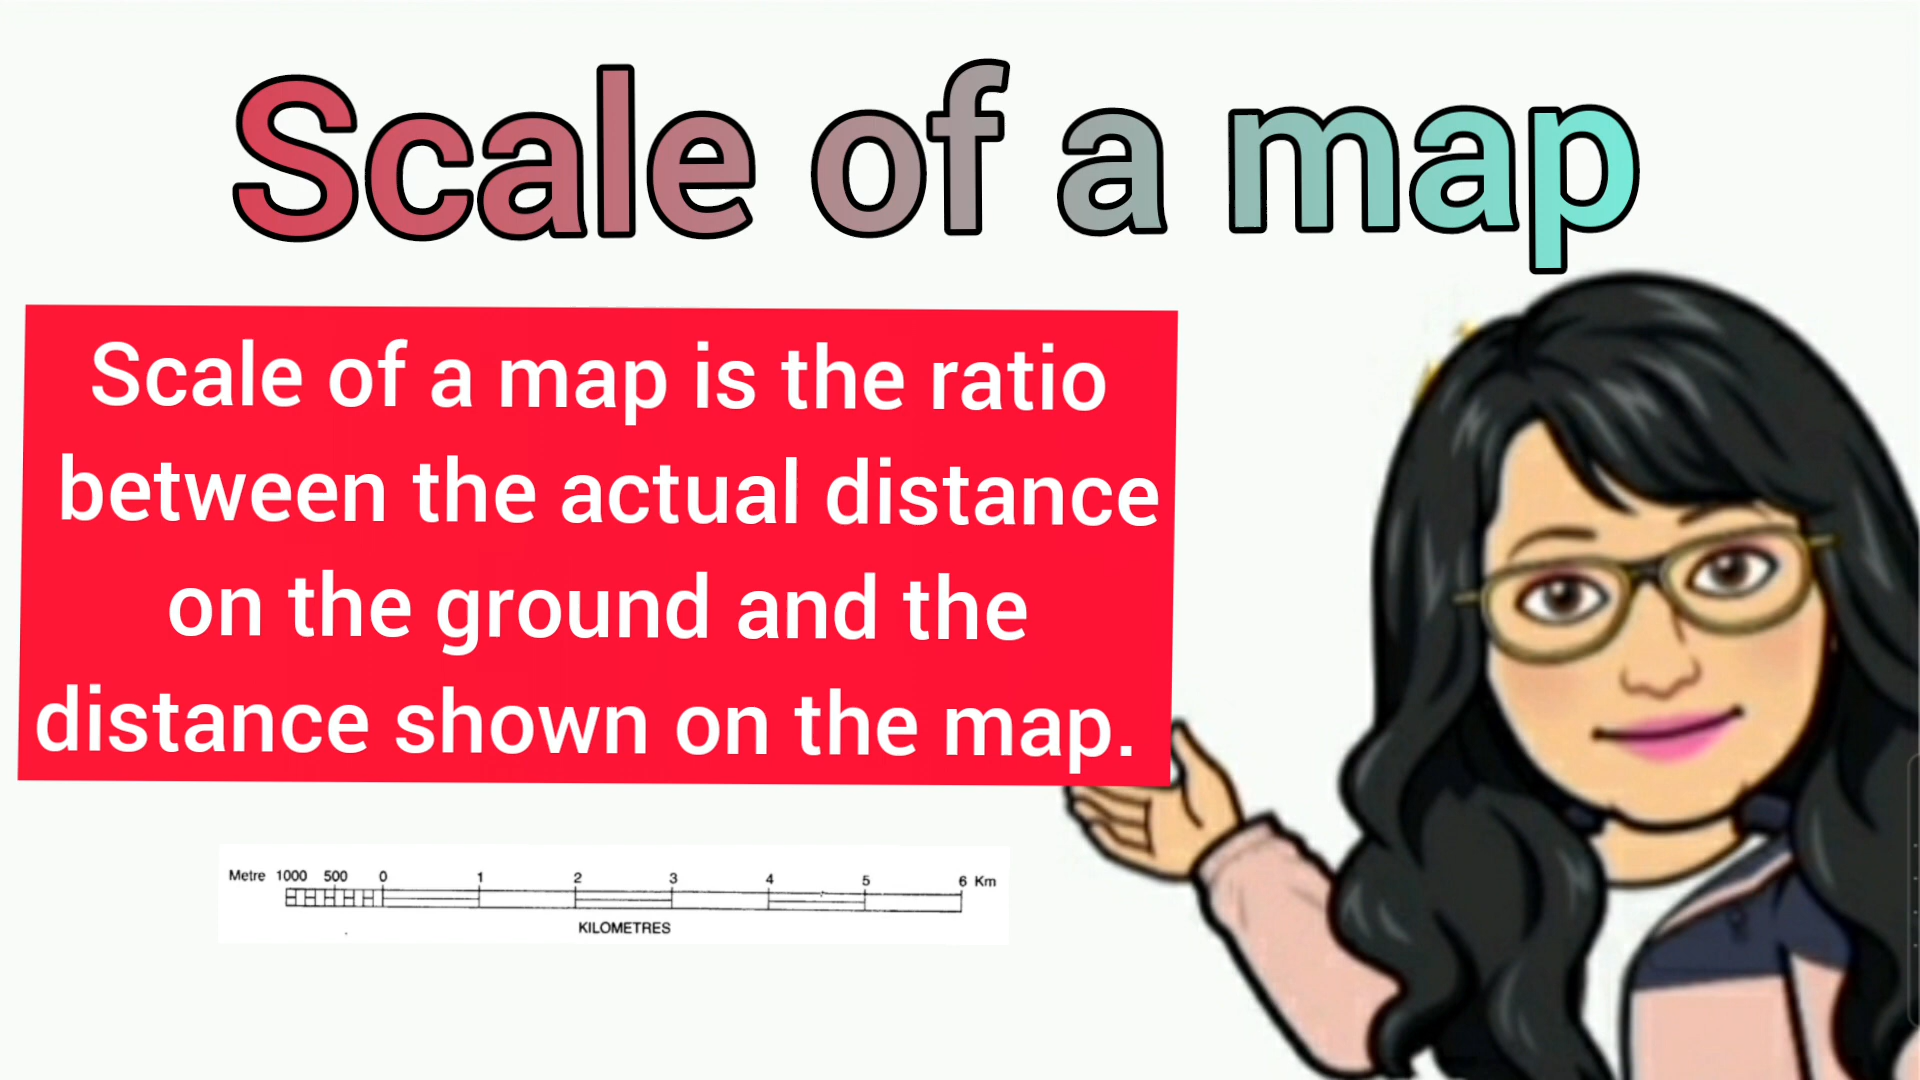 Scale of a map
Scale of a map is the ratio
between the actual distance
on the ground and the
distance shown on the map.
Metre 1000 500 0 1 2 3 4 5 6 Km
KILOMETRES